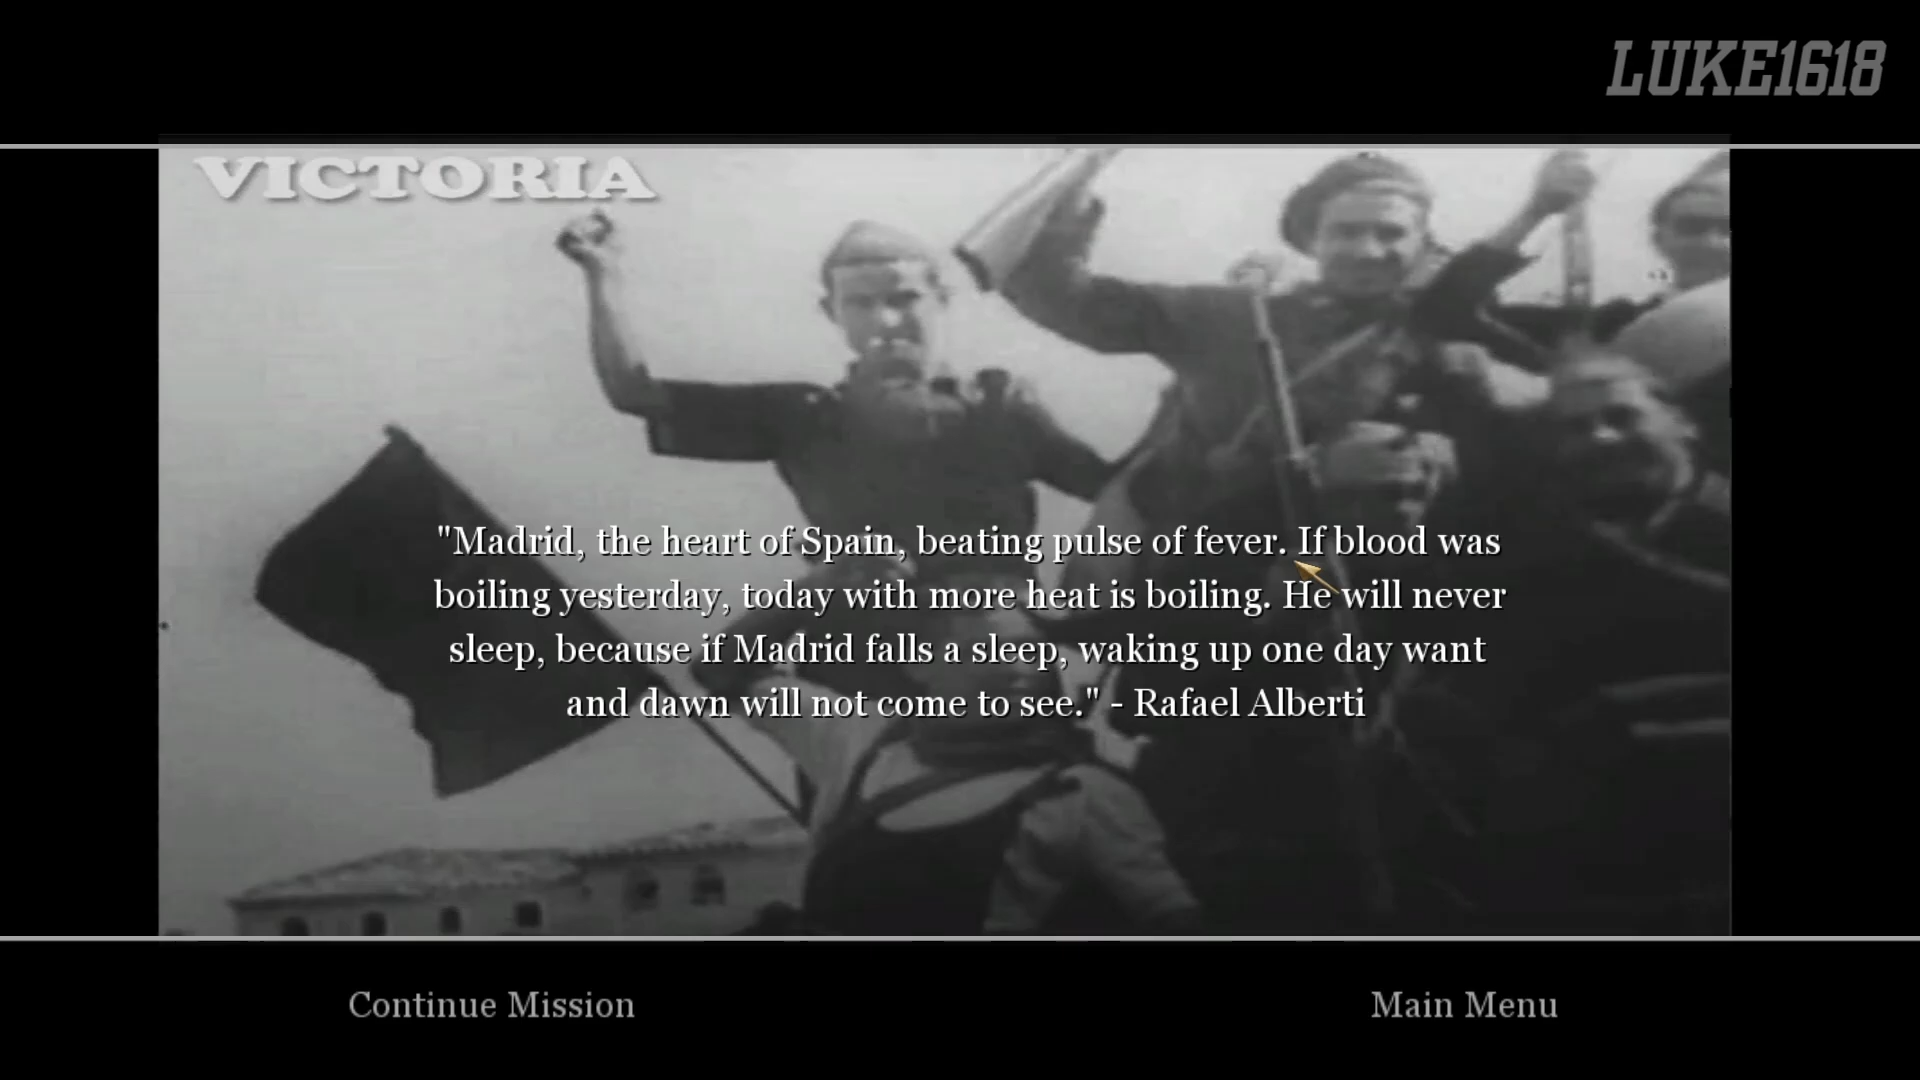 LUKE1618
VICTORIA
"Madrid, the heart of Spain, beating pulse of fever. If blood was
boiling yesterday, today with more heat is boiling. He will never
sleep, because if Madrid falls a sleep, waking up one day want
and dawn will not come to see." - Rafael Alberti
Continue Mission
Main Menu